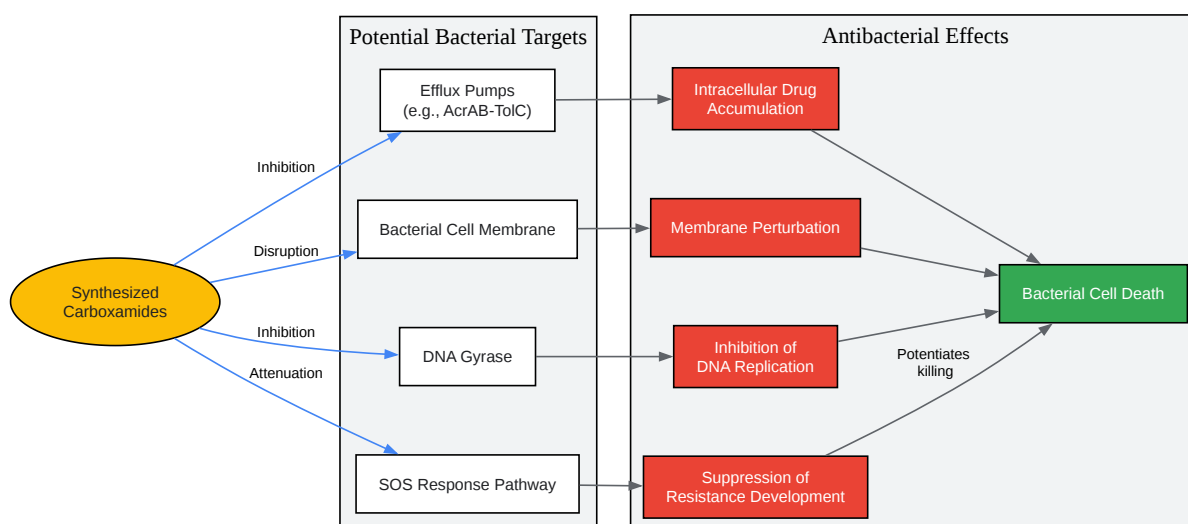 Potential Bacterial Targets
Antibacterial Effects
Efflux Pumps
(e.g., AcrAB-TolC)
Intracellular Drug
Accumulation
Inhibition
Bacterial Cell Membrane
Membrane Perturbation
Disruption
Synthesized
Carboxamides
Bacterial Cell Death
Inhibition
DNA Gyrase
Inhibition of
DNA Replication
Potentiates
killing
Attenuation
SOS Response Pathway
Suppression of
Resistance Development